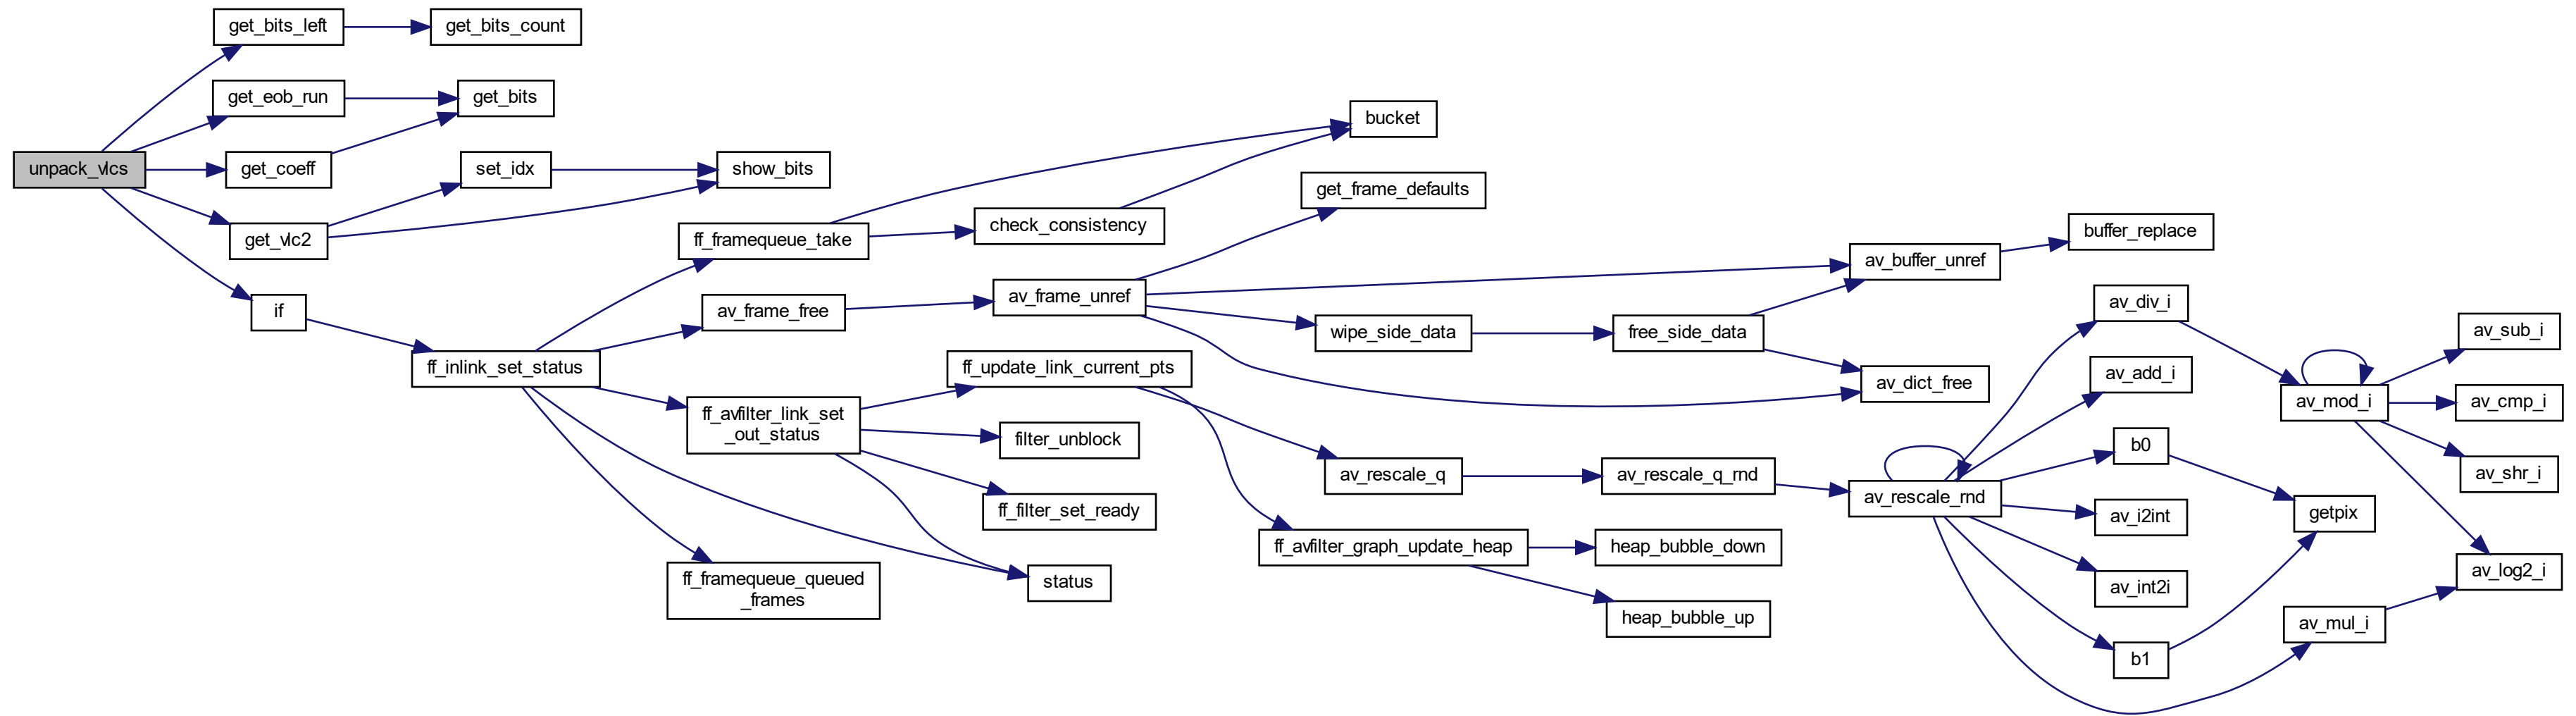 unpack_vlcs
get_bits_left
get_bits_count
get_eob_run
get_bits
get_coeff
get_vlc2
set_idx
show_bits
if
ff_inlink_set_status
ff_framequeue_take
check_consistency
bucket
av_frame_free
av_frame_unref
get_frame_defaults
wipe_side_data
free_side_data
av_buffer_unref
buffer_replace
av_dict_free
ff_avfilter_link_set
_out_status
ff_update_link_current_pts
filter_unblock
ff_filter_set_ready
status
ff_framequeue_queued
_frames
av_rescale_q
av_rescale_q_rnd
ff_avfilter_graph_update_heap
heap_bubble_down
heap_bubble_up
av_rescale_rnd
av_div_i
av_add_i
b0
av_i2int
av_int2i
b1
av_mod_i
getpix
av_mul_i
av_sub_i
av_cmp_i
av_shr_i
av_log2_i